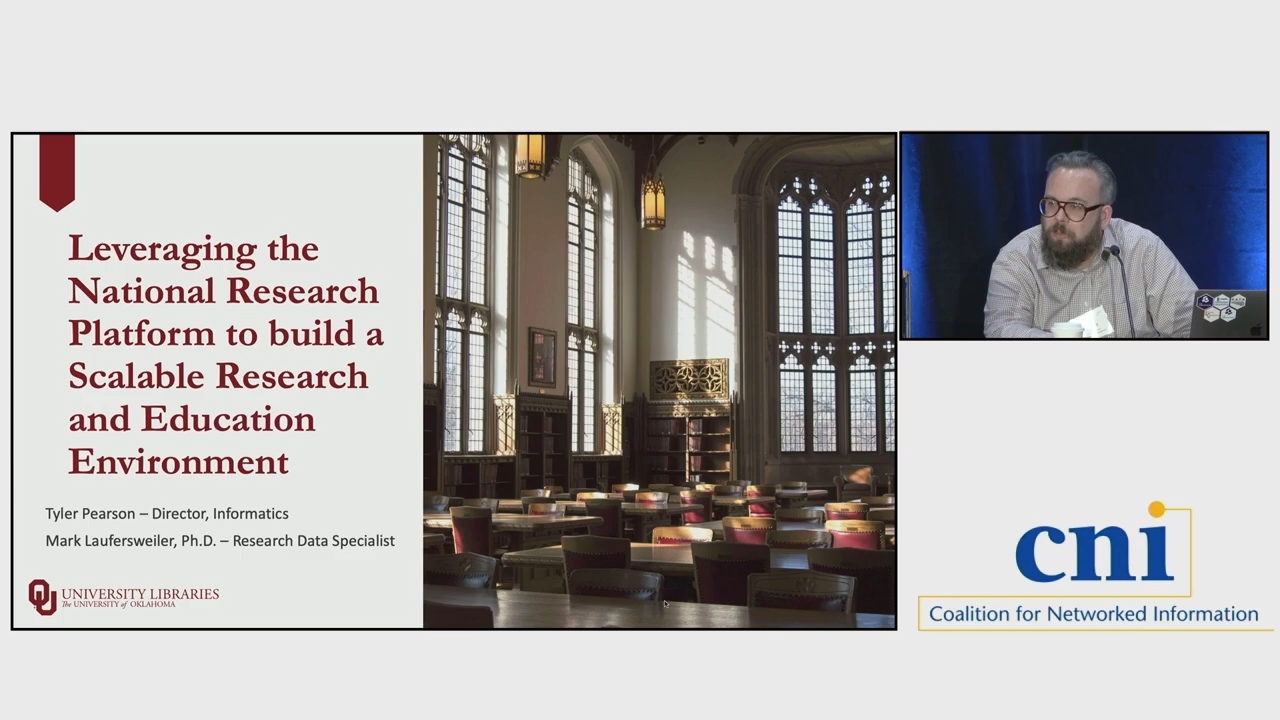 Leveraging the
National Research
Platform to build a
Scalable Research
and Education
Environment
Tyler Pearson – Director, Informatics
Mark Laufersweiler, Ph.D. – Research Data Specialist
OU
UNIVERSITY LIBRARIES
The UNIVERSITY of OKLAHOMA
cni
Coalition for Networked Information